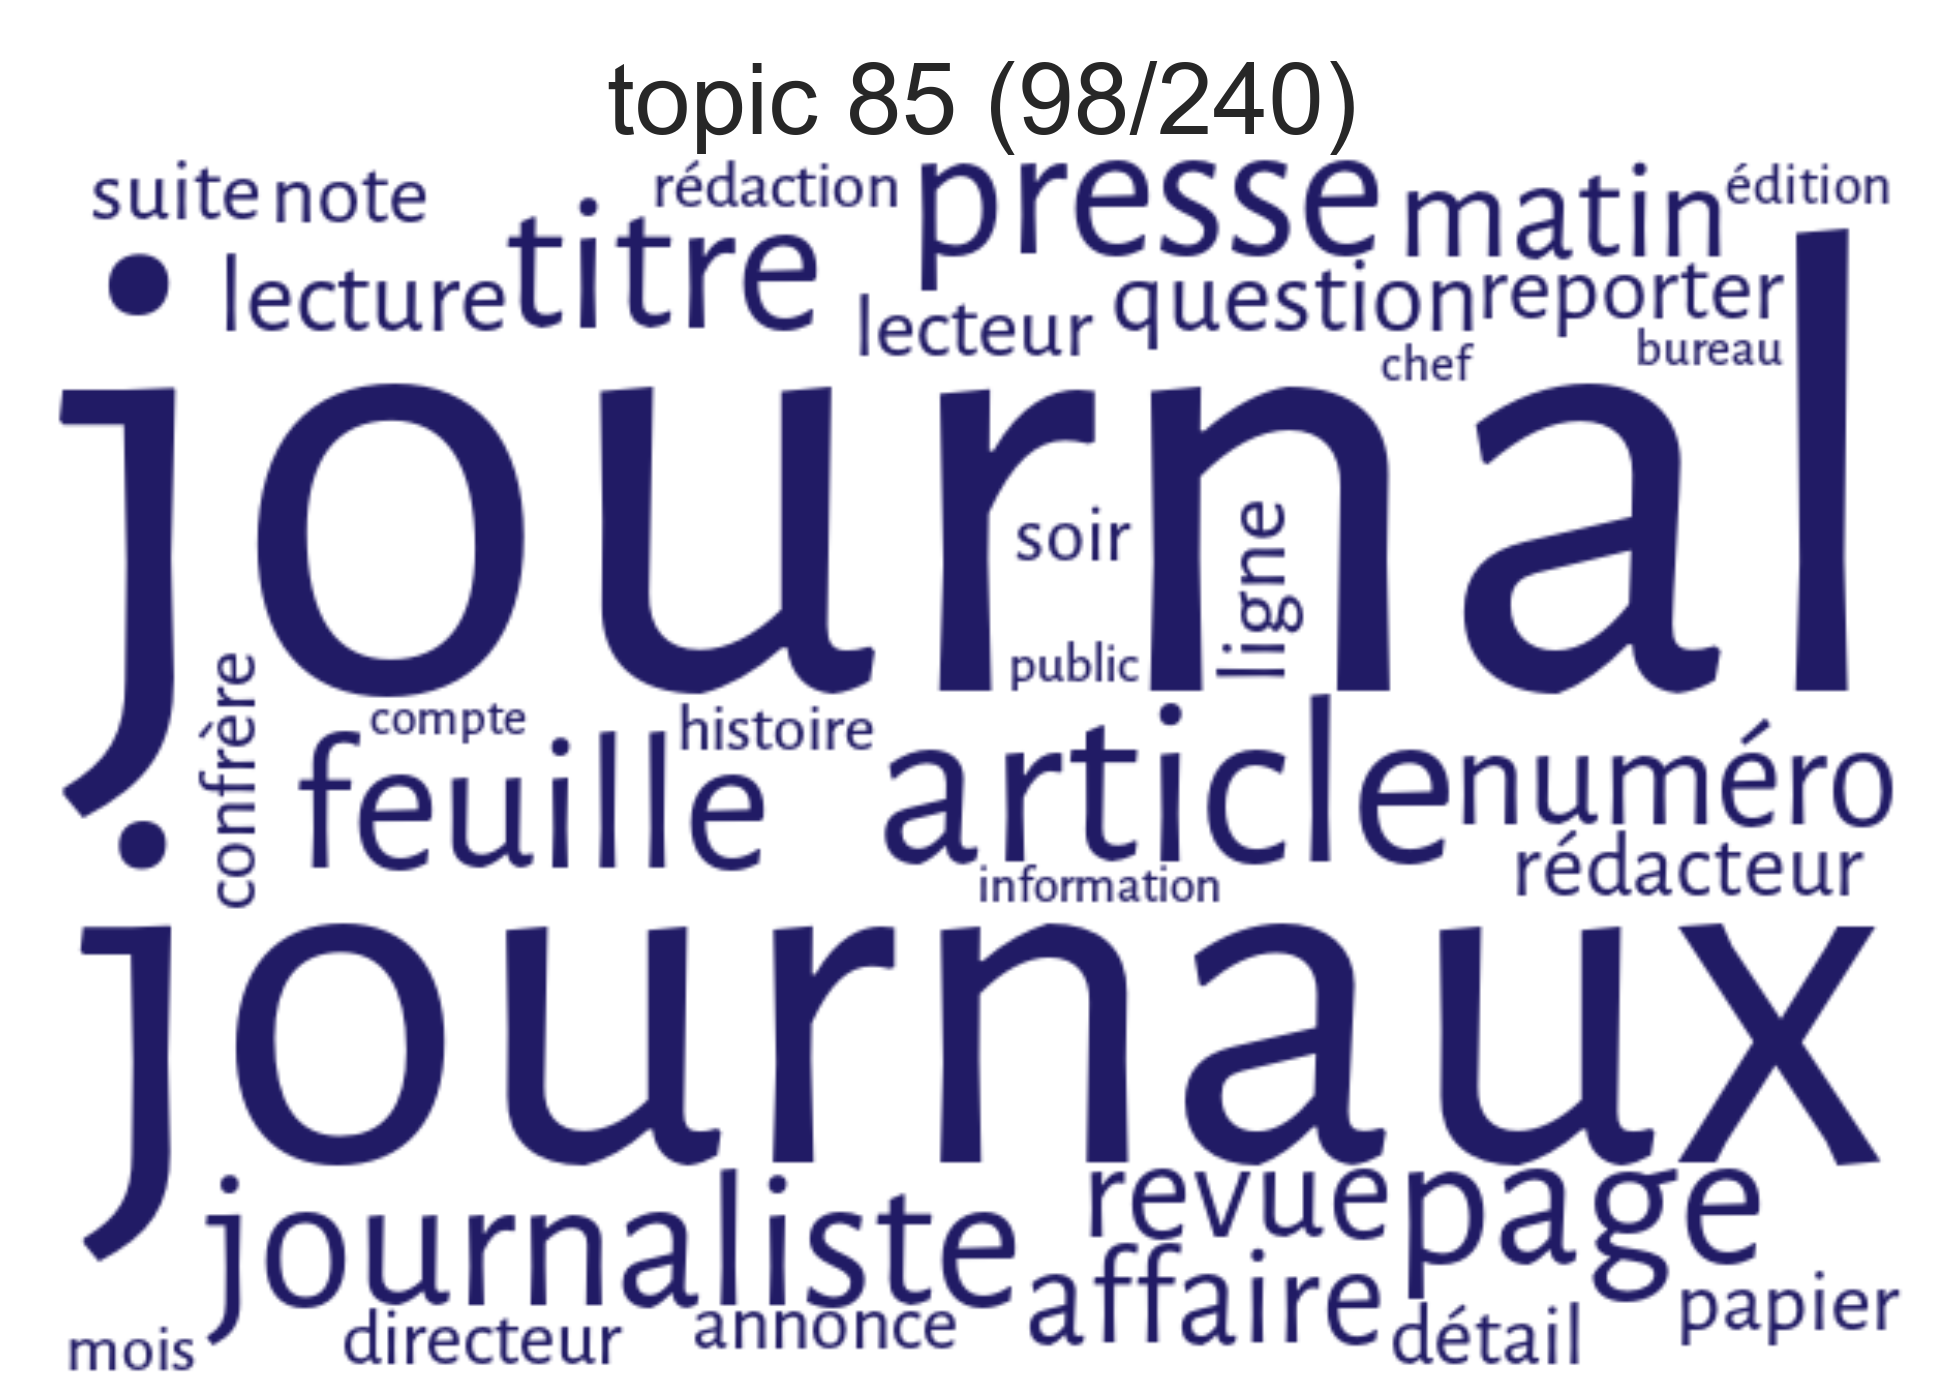 topic 85 (98/240)
suite note rédaction presse matin édition
lecture titre lecteur question reporter
chef bureau
journal
soir ligne
public
confrère compte histoire
feuille article numéro
information rédacteur
journaux
journaliste revue page
affaire
mois directeur annonce détail papier